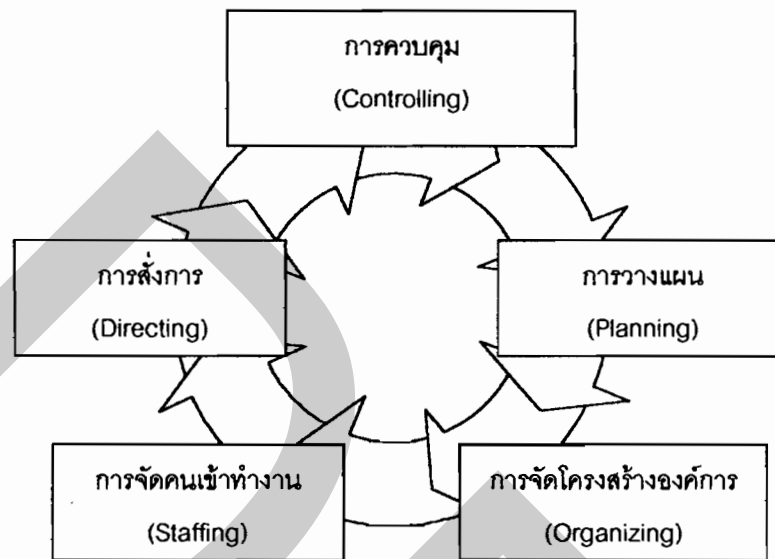 การควบคุม
(Controlling)
การสั่งการ
(Directing)
การวางแผน
(Planning)
การจัดคนเข้าทำงาน
(Staffing)
การจัดโครงสร้างองค์การ
(Organizing)